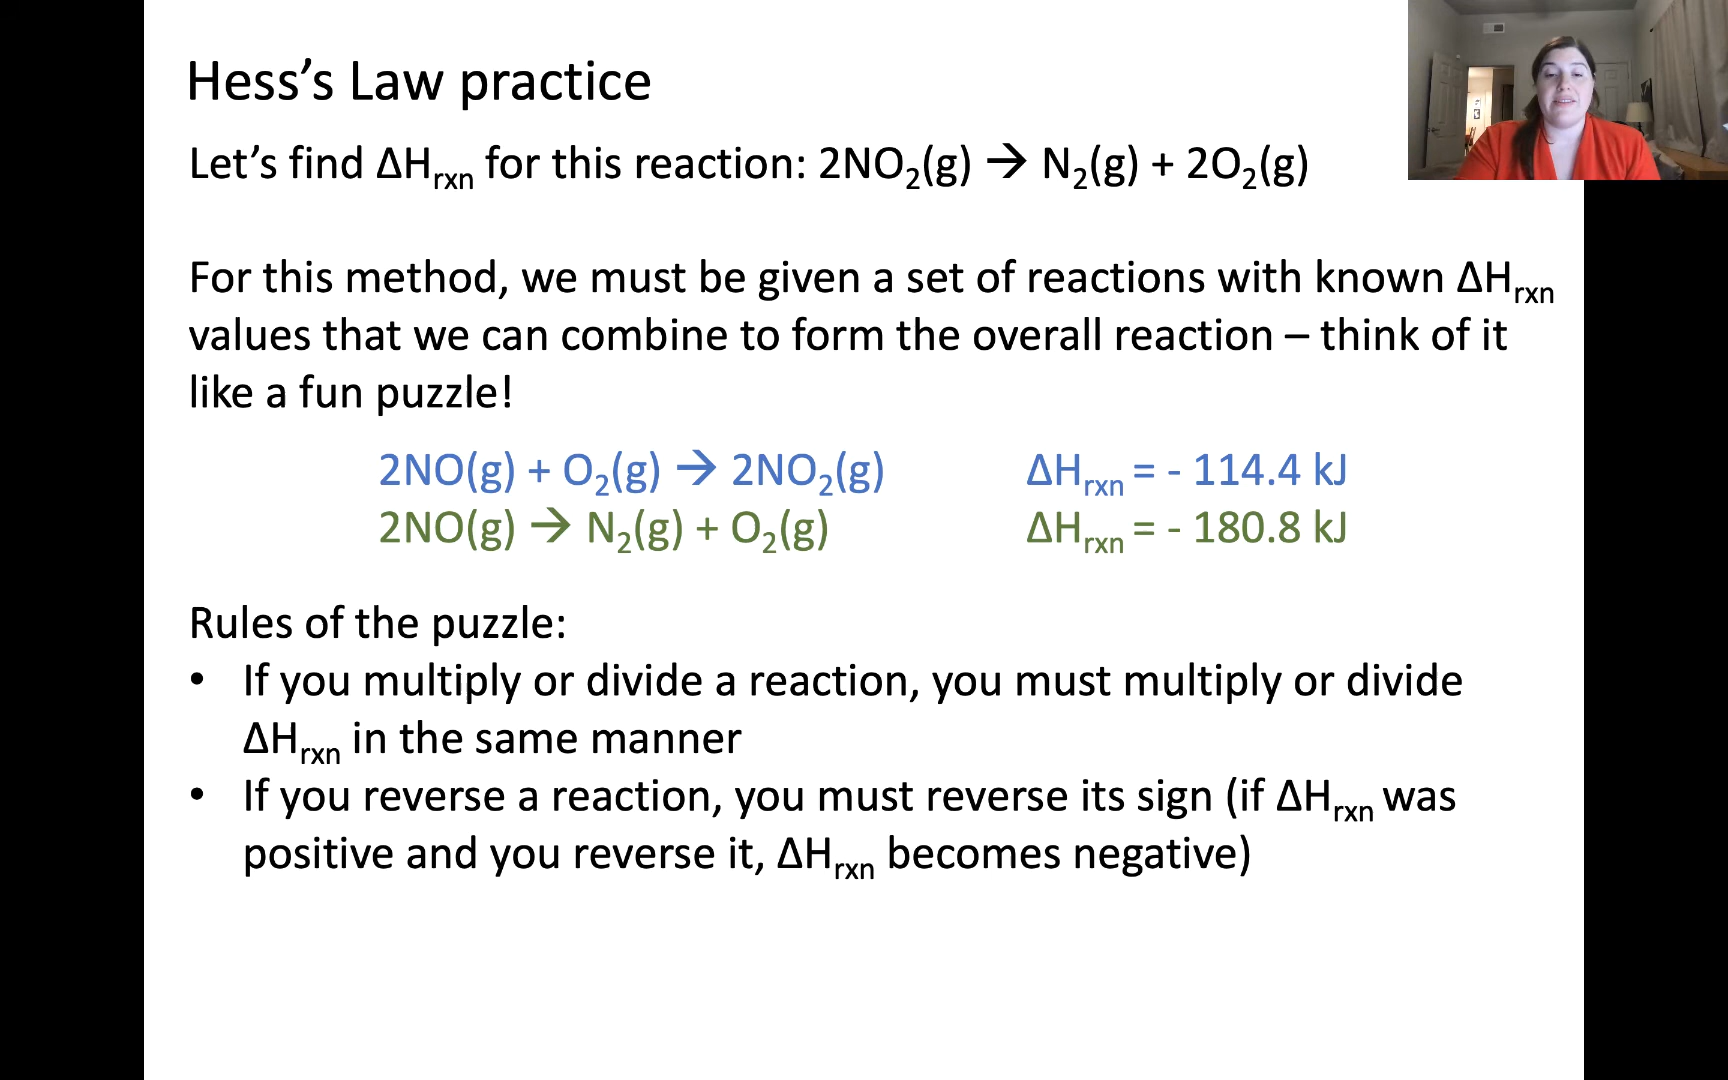 Hess’s Law practice
Let’s find ΔHrxn for this reaction: 2NO₂(g) → N₂(g) + 2O₂(g)
For this method, we must be given a set of reactions with known ΔHrxn
values that we can combine to form the overall reaction – think of it
like a fun puzzle!
2NO(g) + O₂(g) → 2NO₂(g) ΔHrxn = - 114.4 kJ
2NO(g) → N₂(g) + O₂(g) ΔHrxn = - 180.8 kJ
Rules of the puzzle:
• If you multiply or divide a reaction, you must multiply or divide
ΔHrxn in the same manner
• If you reverse a reaction, you must reverse its sign (if ΔHrxn was
positive and you reverse it, ΔHrxn becomes negative)